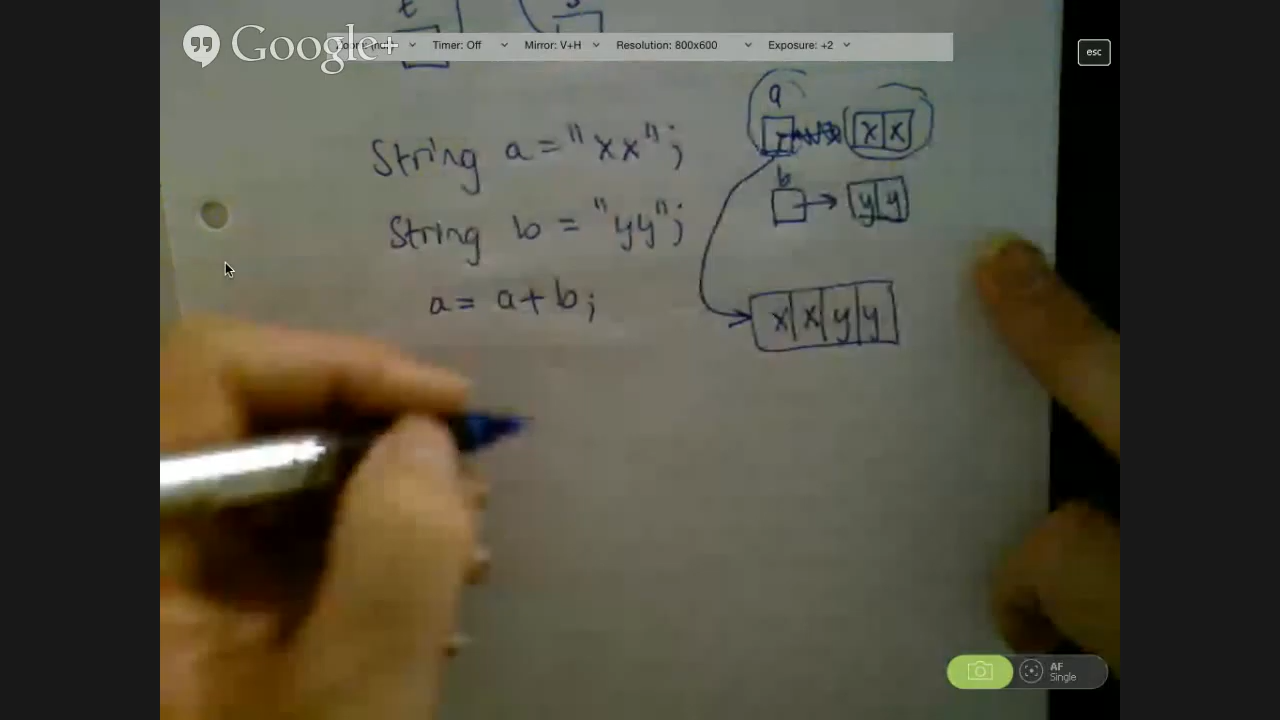 t s
Google+ Timer: Off Mirror: V+H Resolution: 800x600 Exposure: +2
esc
a
String a = "xx"; x x
b
String b = "yy"; y y
a = a + b; x x y y
AF
Single